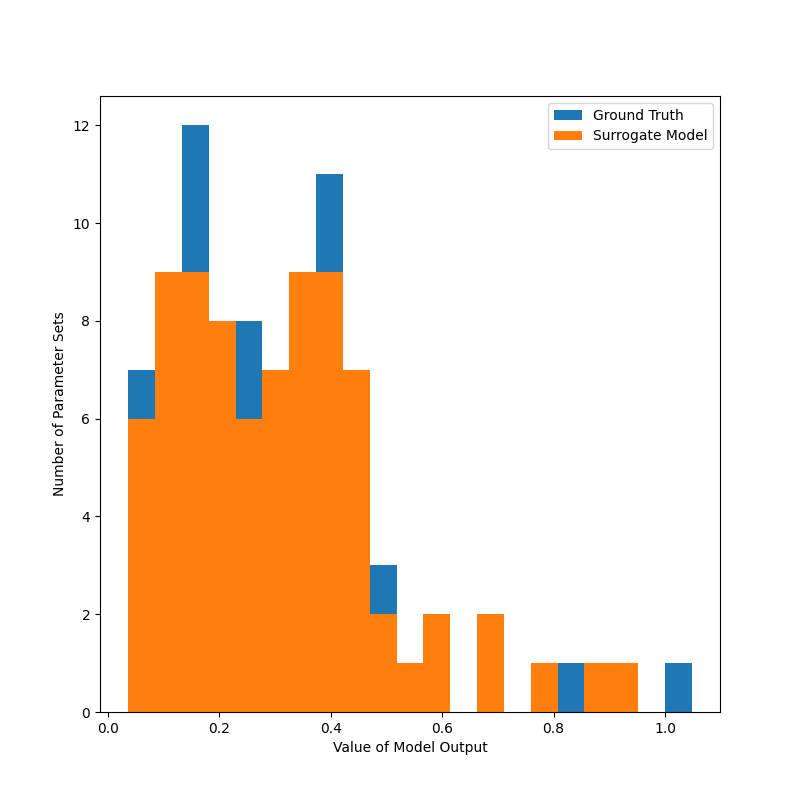 Ground Truth
Surrogate Model
12
10
8
6
4
2
0
Number of Parameter Sets
0.0 0.2 0.4 0.6 0.8 1.0
Value of Model Output